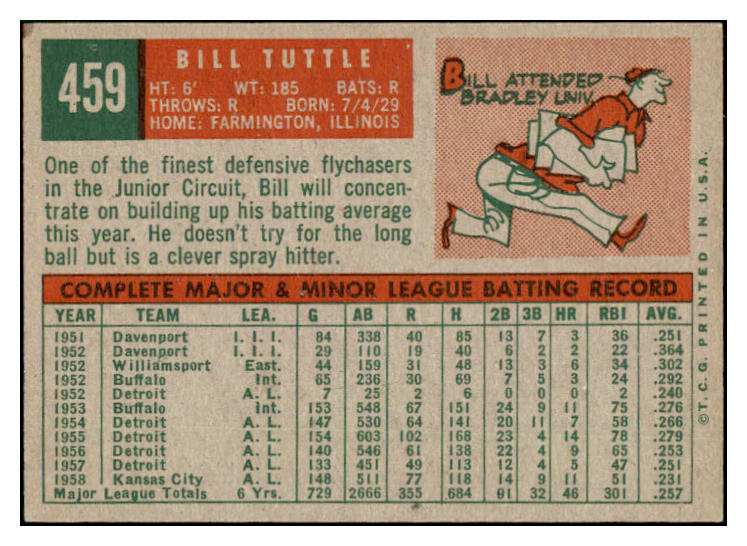 459
BILL TUTTLE
HT: 6' WT: 185 BATS: R
THROWS: R BORN: 7/4/29
HOME: FARMINGTON, ILLINOIS
BILL ATTENDED
BRADLEY UNIV.
One of the finest defensive flychasers
in the Junior Circuit, Bill will concen-
trate on building up his batting average
this year. He doesn't try for the long
ball but is a clever spray hitter.
COMPLETE MAJOR & MINOR LEAGUE BATTING RECORD
YEAR TEAM LEA. G AB R H 2B 3B HR RBI AVG.
1951 Davenport I. I. I. 84 338 40 85 13 7 3 36 .251
1952 Davenport I. I. I. 29 110 19 40 6 2 2 22 .364
1952 Williamsport East. 44 159 31 48 13 3 6 34 .302
1952 Buffalo Int. 65 236 30 69 7 5 3 24 .292
1952 Detroit A. L. 7 25 2 6 0 0 0 2 .240
1953 Buffalo Int. 153 548 67 151 24 9 11 75 .276
1954 Detroit A. L. 147 530 64 141 20 11 7 58 .266
1955 Detroit A. L. 154 603 102 168 23 4 14 78 .279
1956 Detroit A. L. 140 546 61 138 22 4 9 65 .253
1957 Detroit A. L. 133 451 49 113 12 4 5 47 .251
1958 Kansas City A. L. 148 511 77 118 14 9 11 51 .231
Major League Totals 6 Yrs. 729 2666 355 684 91 32 46 301 .257
© T. C. G. PRINTED IN U.S.A.